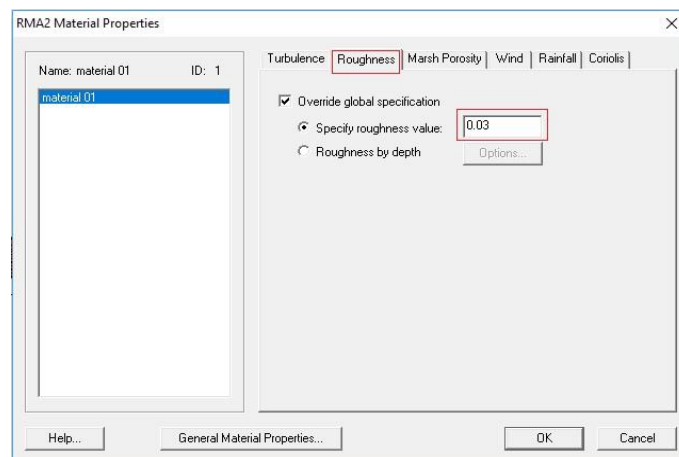 RMA2 Material Properties
Name: material 01 ID: 1
material 01
Turbulence Roughness Marsh Porosity Wind Rainfall Coriolis
Override global specification
Specify roughness value: 0.03
Roughness by depth Options...
Help... General Material Properties... OK Cancel